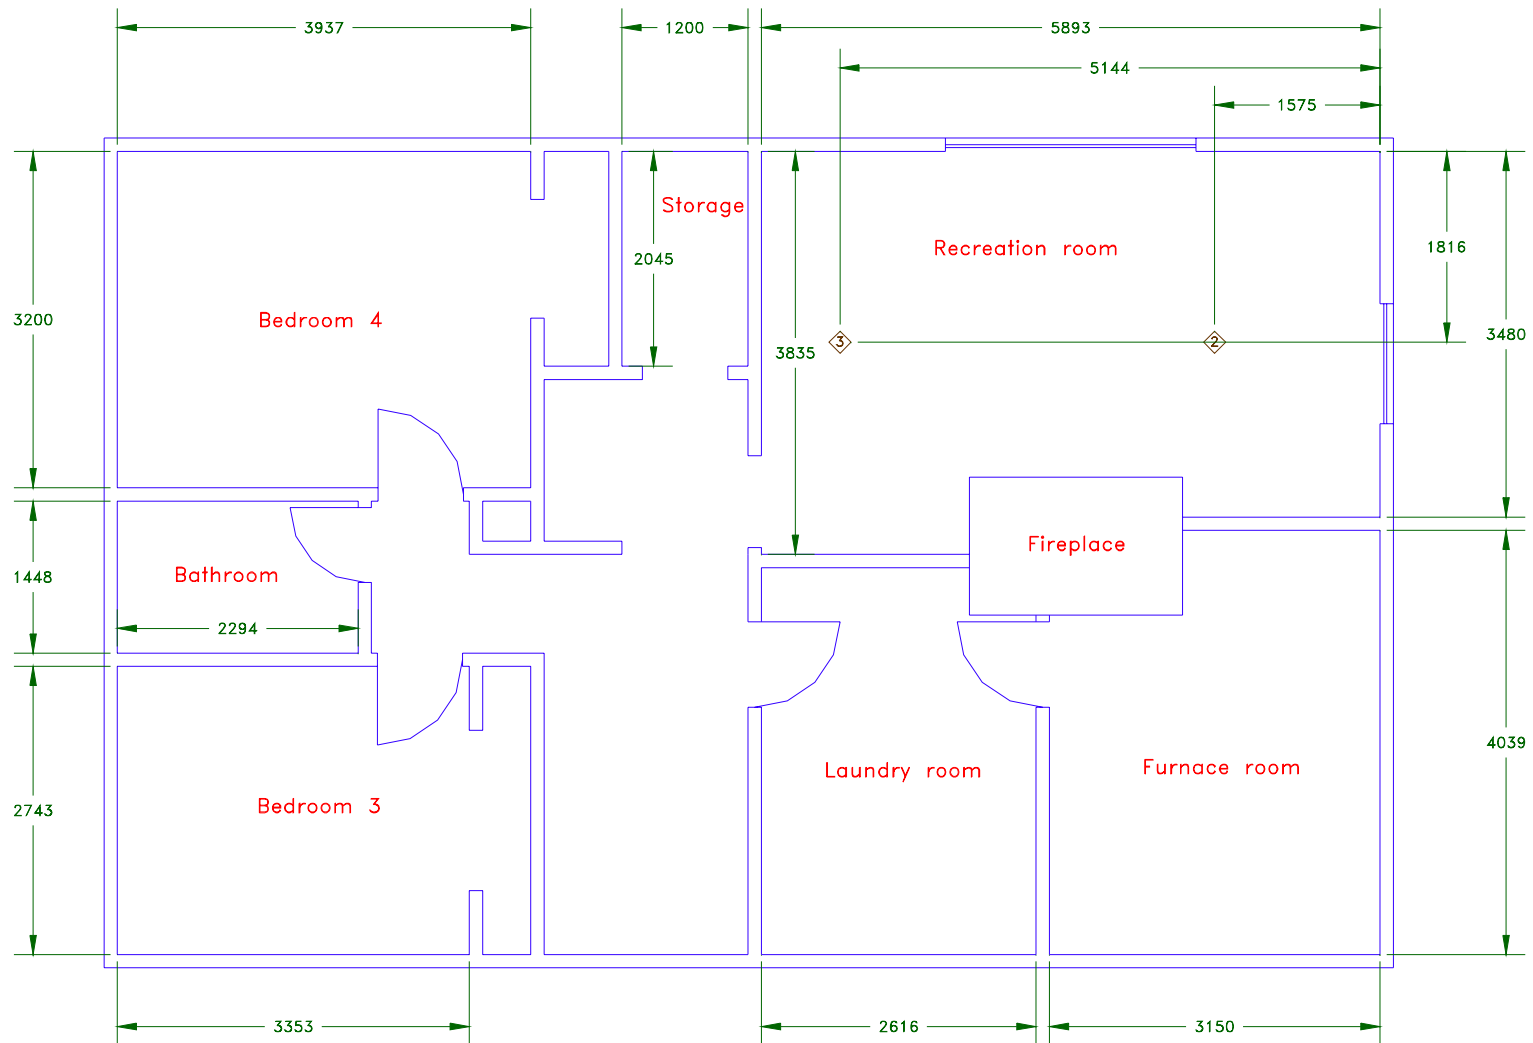 3937
1200
5893
5144
1575
Storage
Recreation room
1816
2045
3200
Bedroom 4
3835
3
2
3480
Fireplace
1448
Bathroom
2294
4039
Laundry room
Furnace room
2743
Bedroom 3
3353
2616
3150